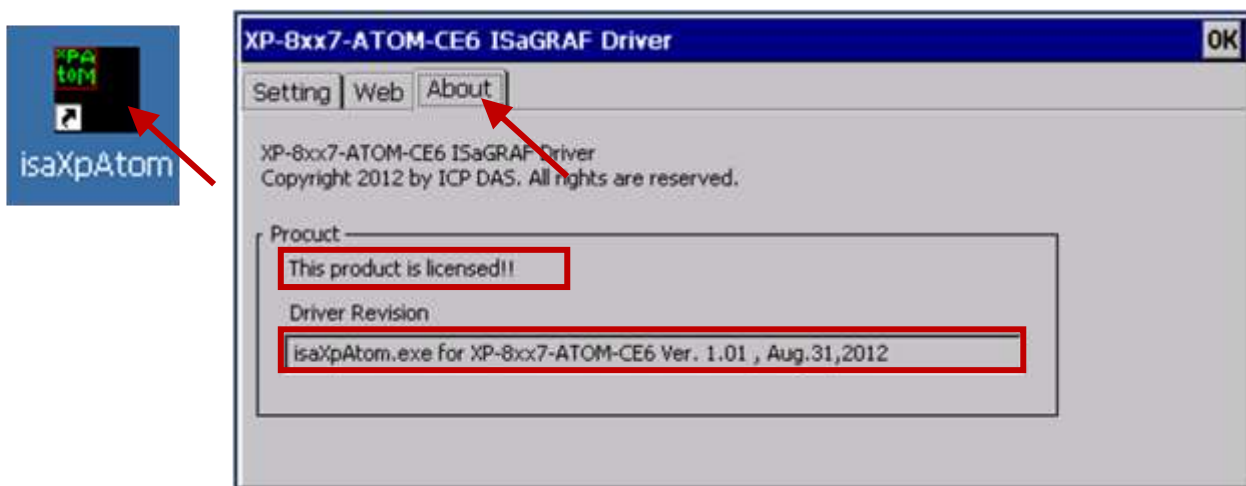 XPA
toM
isaXpAtom
XP-8xx7-ATOM-CE6 ISaGRAF Driver
OK
Setting
Web
About
XP-8xx7-ATOM-CE6 ISaGRAF Driver
Copyright 2012 by ICP DAS. All rights are reserved.
Procuct
This product is licensed!!
Driver Revision
isaXpAtom.exe for XP-8xx7-ATOM-CE6 Ver. 1.01 , Aug.31,2012